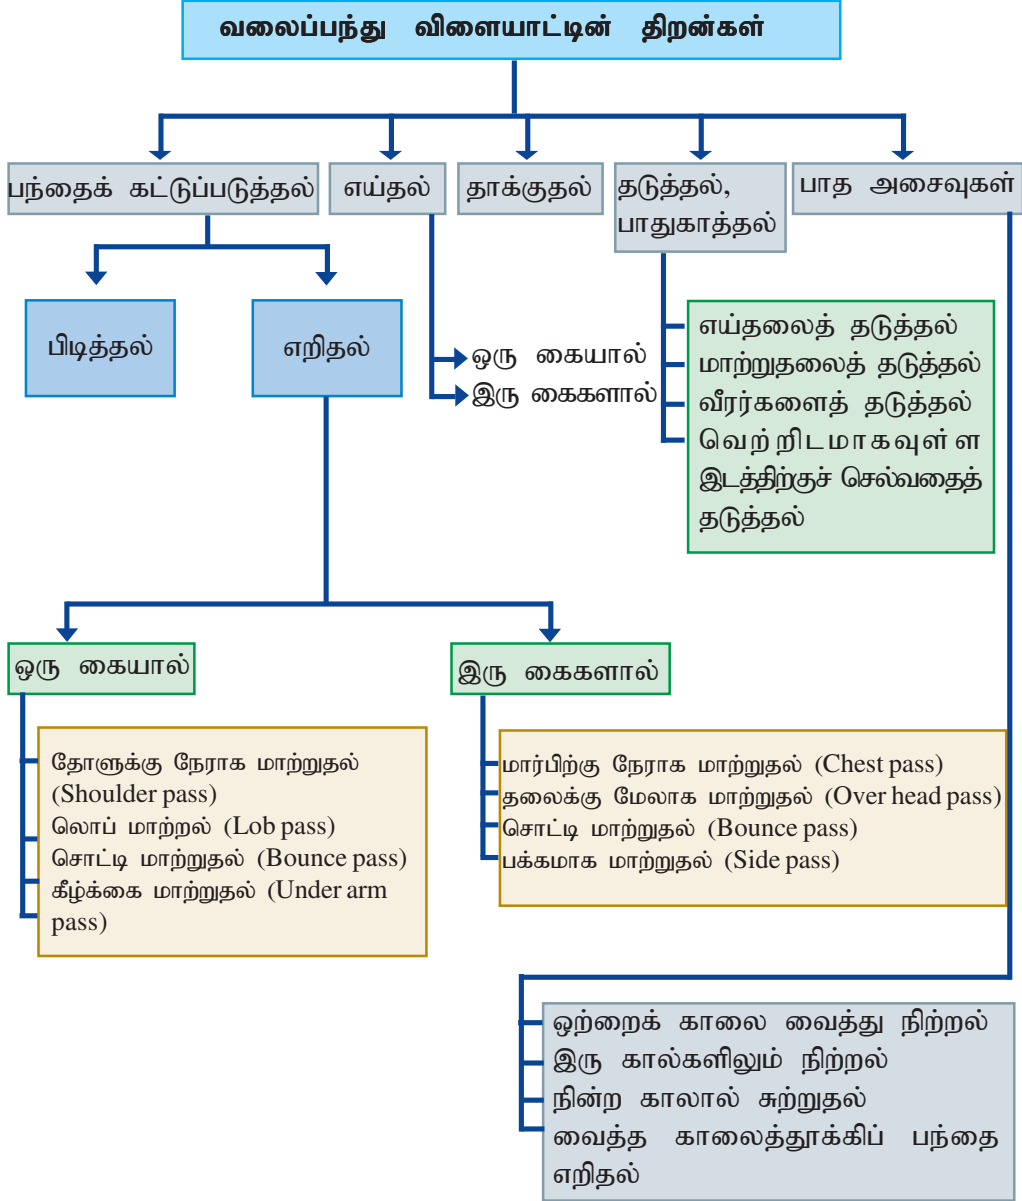 வலைப்பந்து விளையாட்டின் திறன்கள்
பந்தைக் கட்டுப்படுத்தல்
எய்தல்
தாக்குதல்
தடுத்தல்,
பாதுகாத்தல்
பாத அசைவுகள்
பிடித்தல்
எறிதல்
ஒரு கையால்
இரு கைகளால்
எய்தலைத் தடுத்தல்
மாற்றுதலைத் தடுத்தல்
வீரர்களைத் தடுத்தல்
வெற்றிடமாகவுள்ள
இடத்திற்குச் செல்வதைத்
தடுத்தல்
ஒரு கையால்
இரு கைகளால்
தோளுக்கு நேராக மாற்றுதல்
(Shoulder pass)
லொப் மாற்றல் (Lob pass)
சொட்டி மாற்றுதல் (Bounce pass)
கீழ்க்கை மாற்றுதல் (Under arm
pass)
மார்பிற்கு நேராக மாற்றுதல் (Chest pass)
தலைக்கு மேலாக மாற்றுதல் (Over head pass)
சொட்டி மாற்றுதல் (Bounce pass)
பக்கமாக மாற்றுதல் (Side pass)
ஒற்றைக் காலை வைத்து நிற்றல்
இரு கால்களிலும் நிற்றல்
நின்ற காலால் சுற்றுதல்
வைத்த காலைத்தூக்கிப் பந்தை
எறிதல்